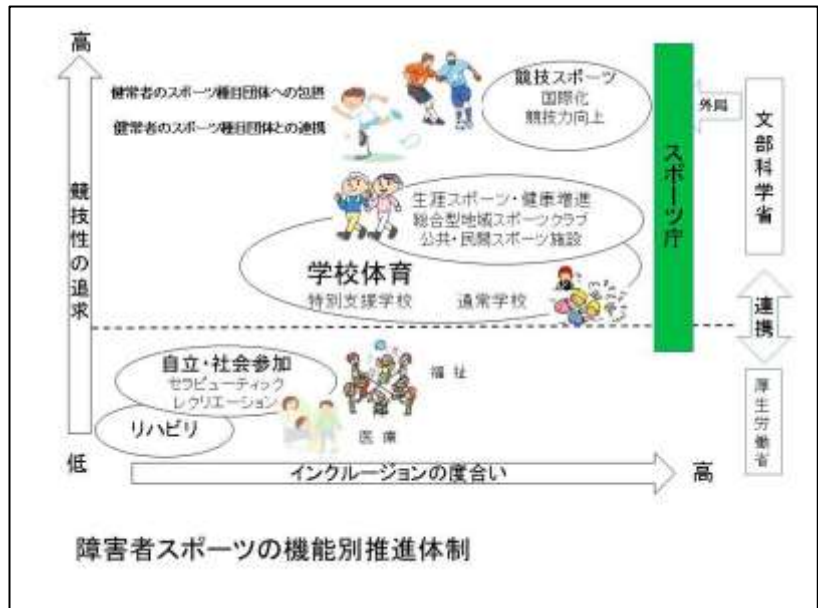 高
健常者のスポーツ種目団体への包摂
健常者のスポーツ種目団体との連携
競技スポーツ
国際化
競技力向上
外局
文部科学省
スポーツ庁
競技性の追求
生涯スポーツ・健康増進
総合型地域スポーツクラブ
公共・民間スポーツ施設
学校体育
特別支援学校 通常学校
連携
自立・社会参加
セラピューティック
レクリエーション
福祉
リハビリ
医療
厚生労働省
低
インクルージョンの度合い
高
障害者スポーツの機能別推進体制